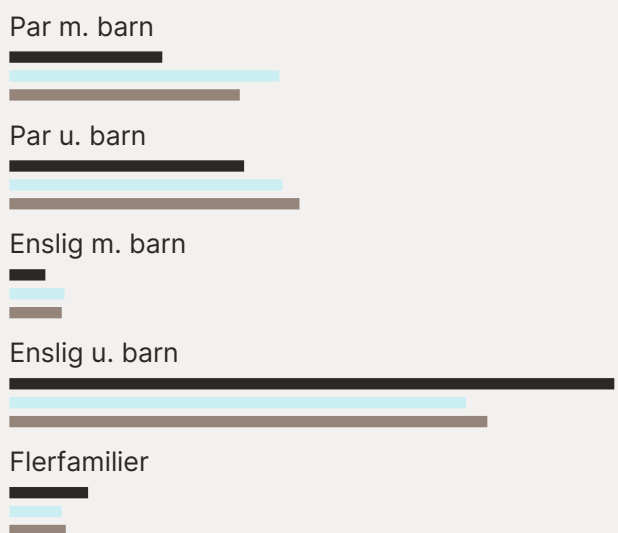 Par m. barn
Par u. barn
Enslig m. barn
Enslig u. barn
Flerfamilier